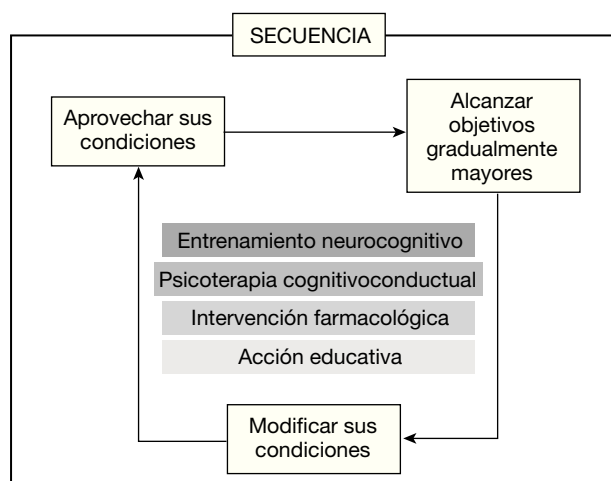 SECUENCIA
Aprovechar sus
condiciones
Alcanzar
objetivos
gradualmente
mayores
Entrenamiento neurocognitivo
Psicoterapia cognitivoconductual
Intervención farmacológica
Acción educativa
Modificar sus
condiciones